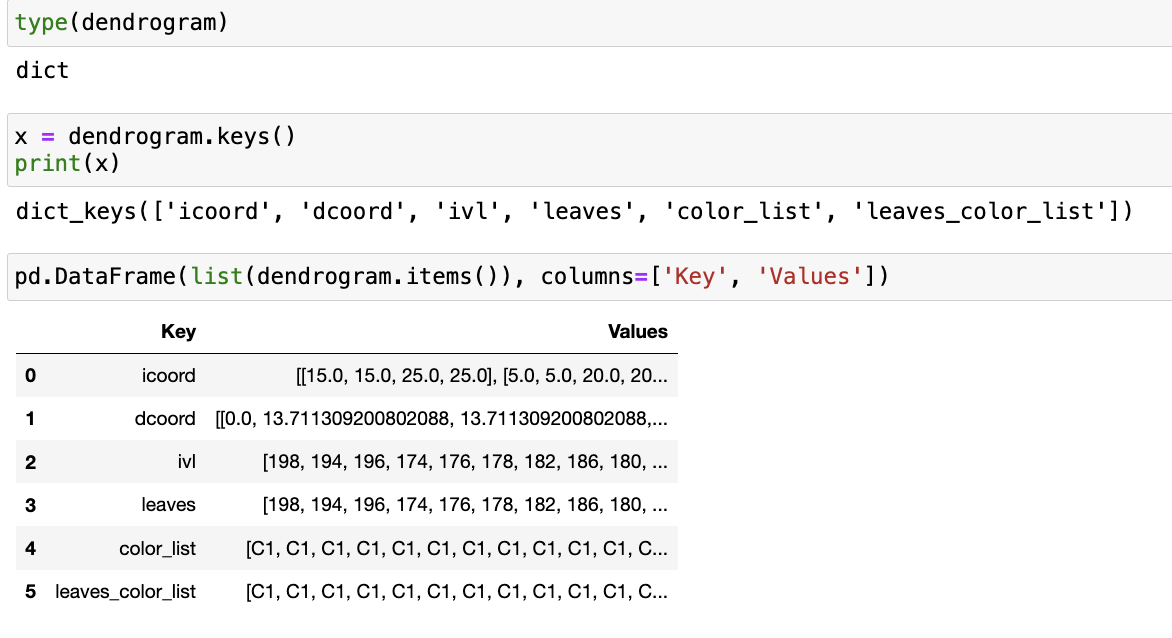 type(dendrogram)
dict
x = dendrogram.keys()
print(x)
dict_keys(['icoord', 'dcoord', 'ivl', 'leaves', 'color_list', 'leaves_color_list'])
pd.DataFrame(list(dendrogram.items()), columns=['Key', 'Values'])
Key Values
0 icoord [[15.0, 15.0, 25.0, 25.0], [5.0, 5.0, 20.0, 20...
1 dcoord [[0.0, 13.711309200802088, 13.711309200802088,...
2 ivl [198, 194, 196, 174, 176, 178, 182, 186, 180, ...
3 leaves [198, 194, 196, 174, 176, 178, 182, 186, 180, ...
4 color_list [C1, C1, C1, C1, C1, C1, C1, C1, C1, C1, C1, C...
5 leaves_color_list [C1, C1, C1, C1, C1, C1, C1, C1, C1, C1, C1, C...